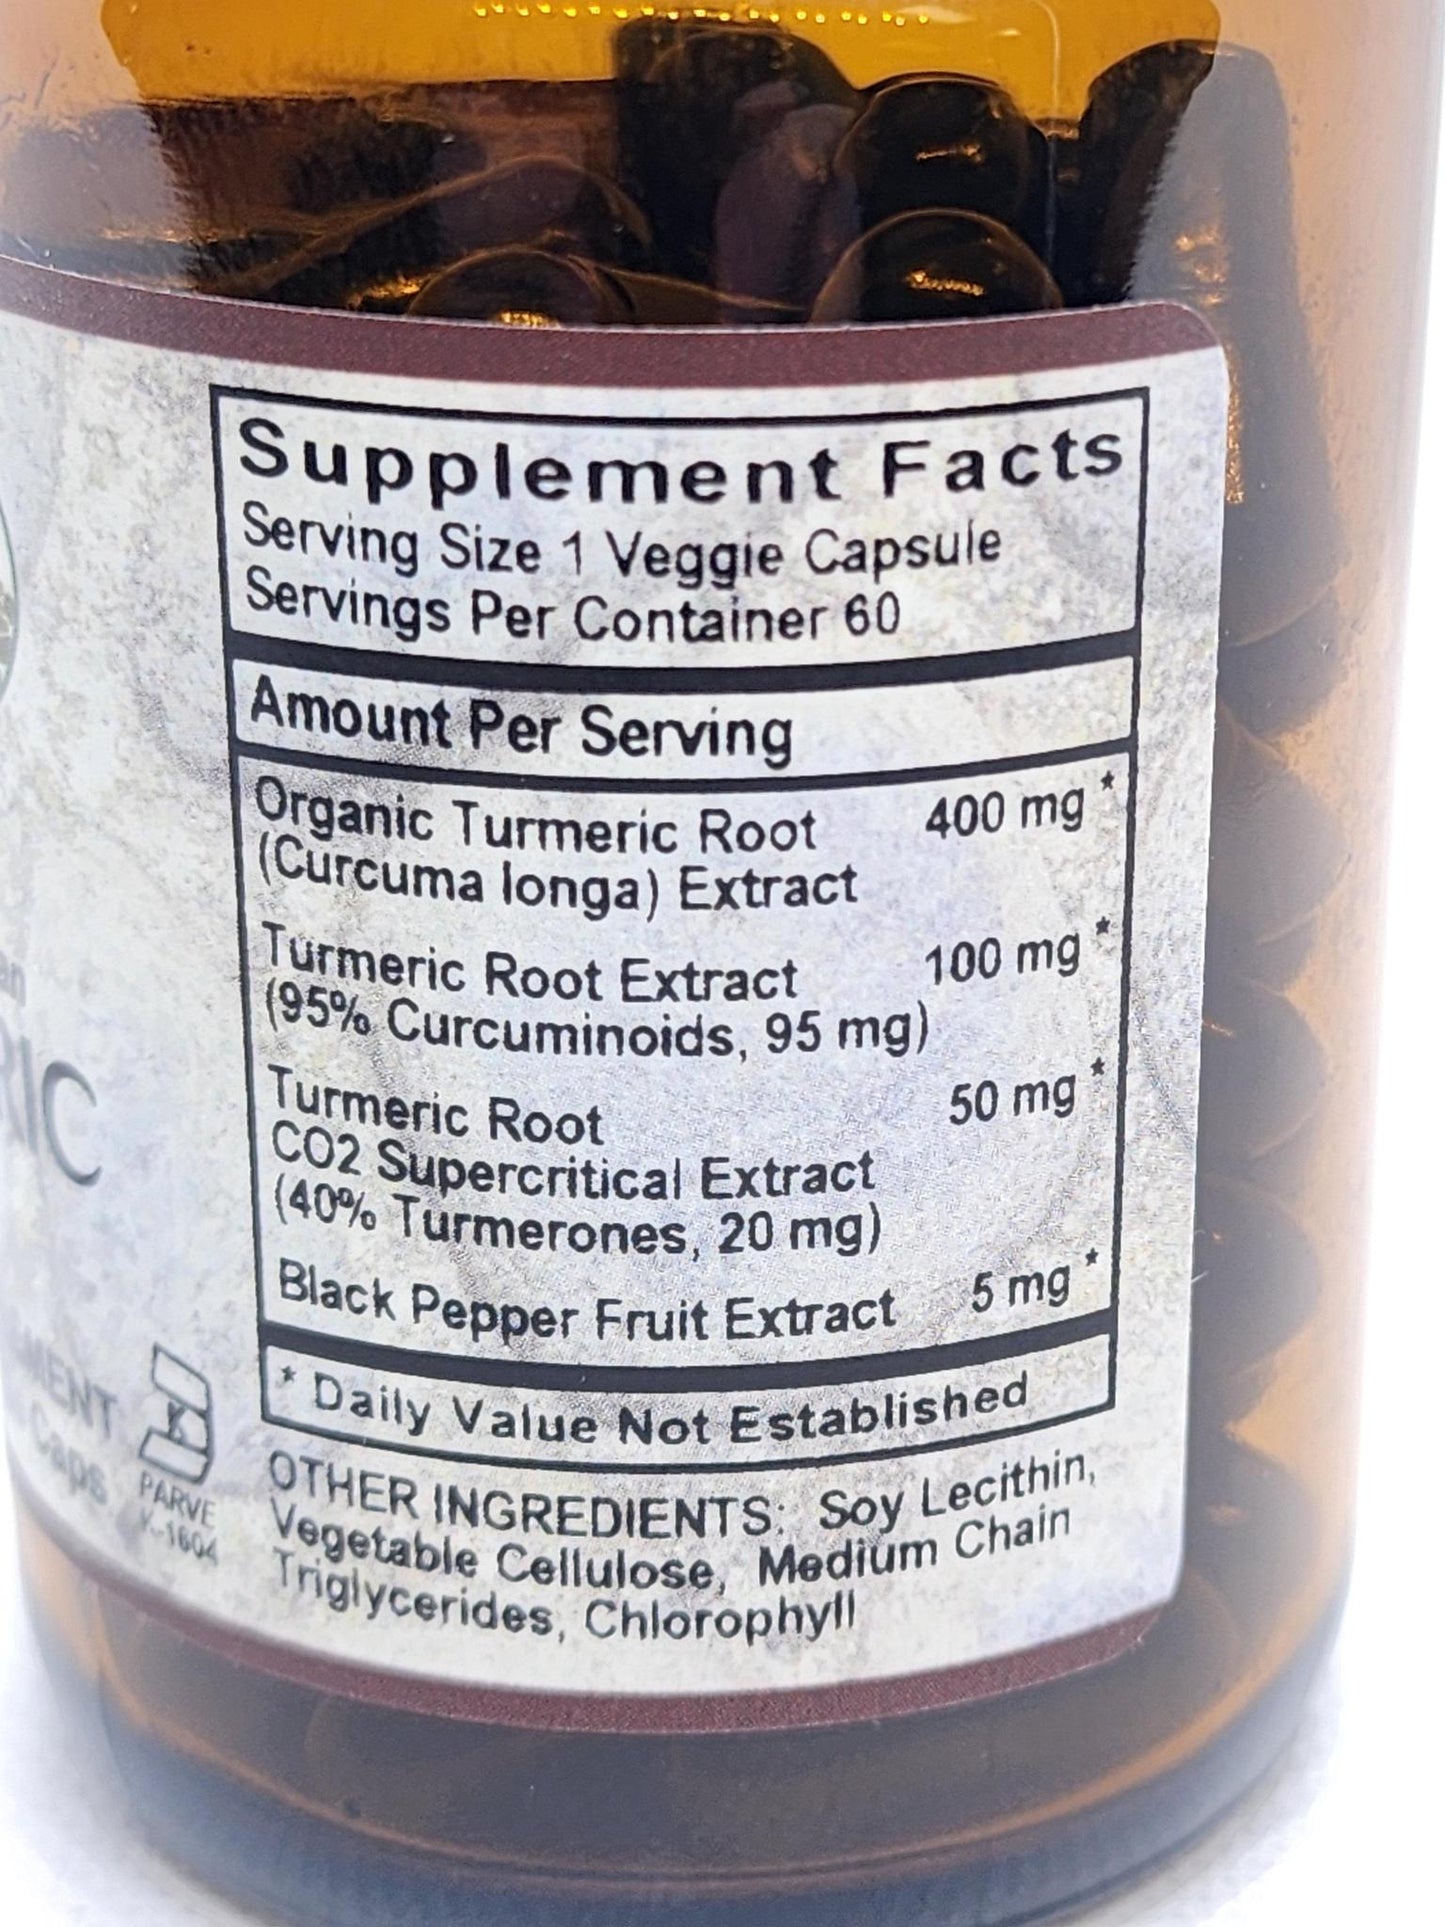 Supplement Facts
Serving Size 1 Veggie Capsule
Servings Per Container 60
Amount Per Serving
Organic Turmeric Root 400 mg *
(Curcuma longa) Extract
Turmeric Root Extract 100 mg *
(95% Curcuminoids, 95 mg)
Turmeric Root 50 mg *
CO2 Supercritical Extract
(40% Turmerones, 20 mg)
Black Pepper Fruit Extract 5 mg *
* Daily Value Not Established
OTHER INGREDIENTS: Soy Lecithin,
Vegetable Cellulose, Medium Chain
Triglycerides, Chlorophyll
K
PARVE
K-1604
Caps